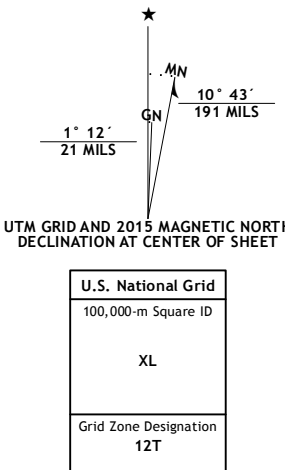 ★
MN
GN
10° 43´
191 MILS
1° 12´
21 MILS
UTM GRID AND 2015 MAGNETIC NORTH
DECLINATION AT CENTER OF SHEET
U.S. National Grid
100,000-m Square ID
XL
Grid Zone Designation
12T